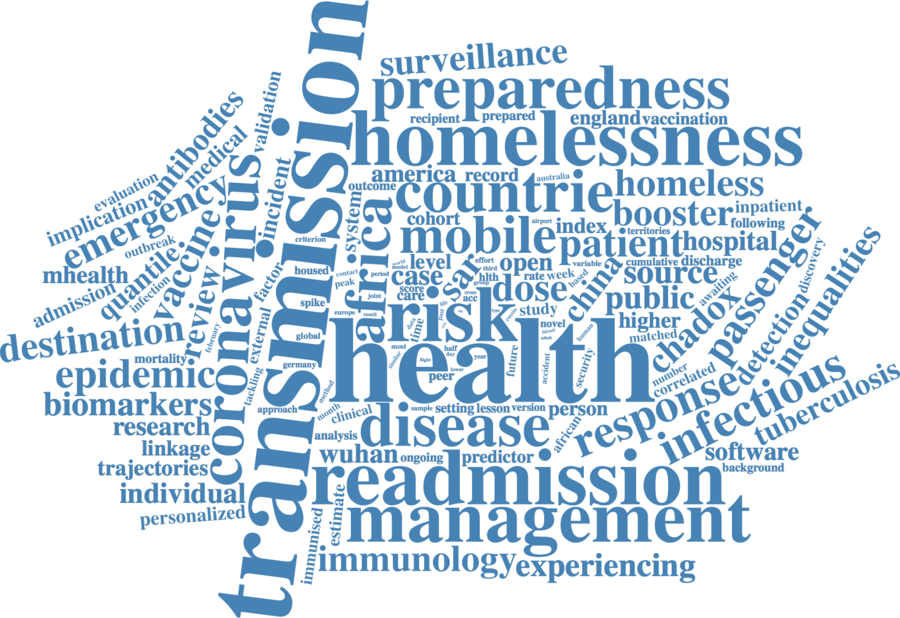 surveillance
preparedness
recipient
prepared
england
vaccination
homelessness
america
record
australia
outcome
countrie
homeless
cohort
airport
booster
inpatient
mobile
index
territories
following
patient
hospital
level
effort
third
open
variable
cumulative
discharge
case
sar
hlth
rate
week
based
source
score
care
group
acc
dose
china
public
awaiting
study
passenger
discovery
risk
novel
higher
chadox
detection
inequalities
time
human
matched
health
future
accident
security
number
correlated
peer
response
infectious
tuberculosis
month
clinical
sample
setting
lesson
version
person
analysis
disease
african
software
wuhan
ongoing
predictor
background
readmission
management
estimate
immunised
immunology
experiencing
transmission
coronavirus
africa
system
criterion
housed
contact
peak
period
world
model
joint
spike
europe
result
global
germany
method
approach
incident
factor
external
tackling
validation
antibodies
medical
evaluation
implication
emergency
outbreak
vaccine
mhealth
quantile
infection
admission
review
february
destination
mortality
epidemic
biomarkers
research
linkage
trajectories
individual
personalized
most
similar
flight
half
day
year
lower